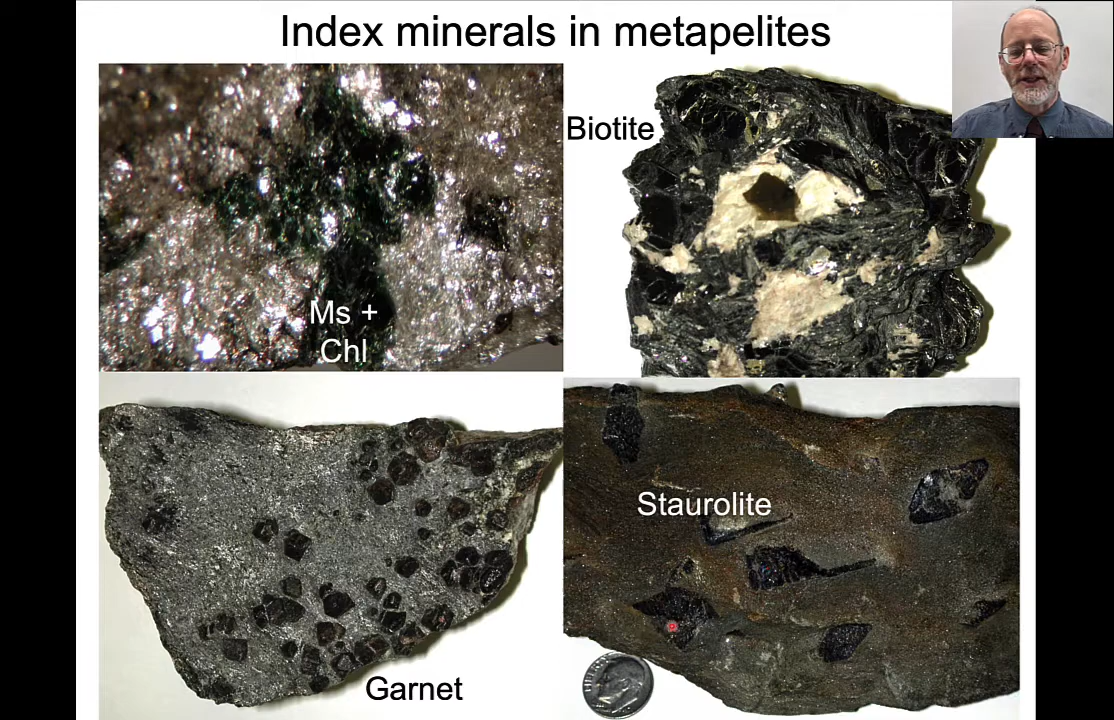 Index minerals in metapelites
Biotite
Ms +
Chl
Staurolite
Garnet